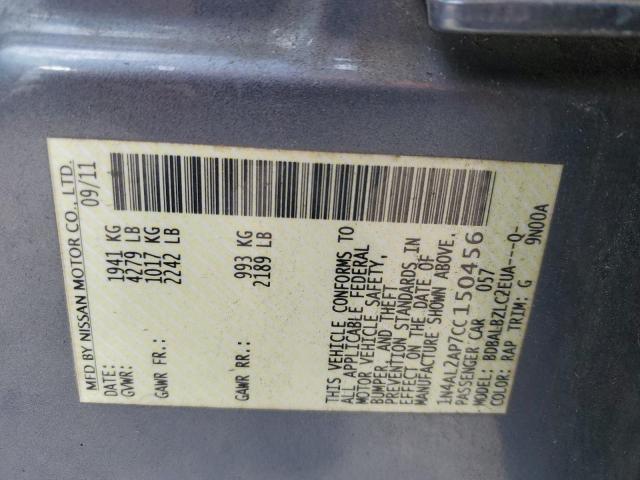 MFD BY NISSAN MOTOR CO., LTD.
DATE: 09/11
GVWR: 1941 KG
4279 LB
GAWR FR.: 1017 KG
2242 LB
GAWR RR.: 993 KG
2189 LB
THIS VEHICLE CONFORMS TO
ALL APPLICABLE FEDERAL
MOTOR VEHICLE SAFETY,
BUMPER, AND THEFT
PREVENTION STANDARDS IN
EFFECT ON THE DATE OF
MANUFACTURE SHOWN ABOVE.
1N4AL2AP7CC150456
PASSENGER CAR 057
MODEL: BDBALBZLCZEUA---Q-
COLOR: RAP TRIM: G 9N00A